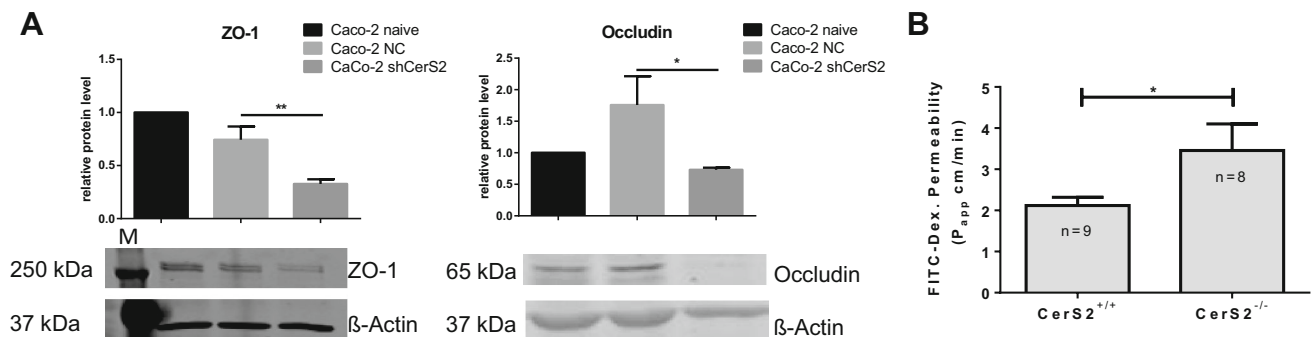 A
ZO-1
Caco-2 naive
Caco-2 NC
CaCo-2 shCerS2
relative protein level
1.5
1.0
0.5
0.0
**
M
250 kDa
ZO-1
37 kDa
ß-Actin
Occludin
Caco-2 naive
Caco-2 NC
CaCo-2 shCerS2
relative protein level
2.5
2.0
1.5
1.0
0.5
0.0
*
65 kDa
Occludin
37 kDa
ß-Actin
B
FITC-Dex. Permeability
(Papp cm/min)
5
4
3
2
1
0
*
n=9
n=8
CerS2+/+
CerS2-/-